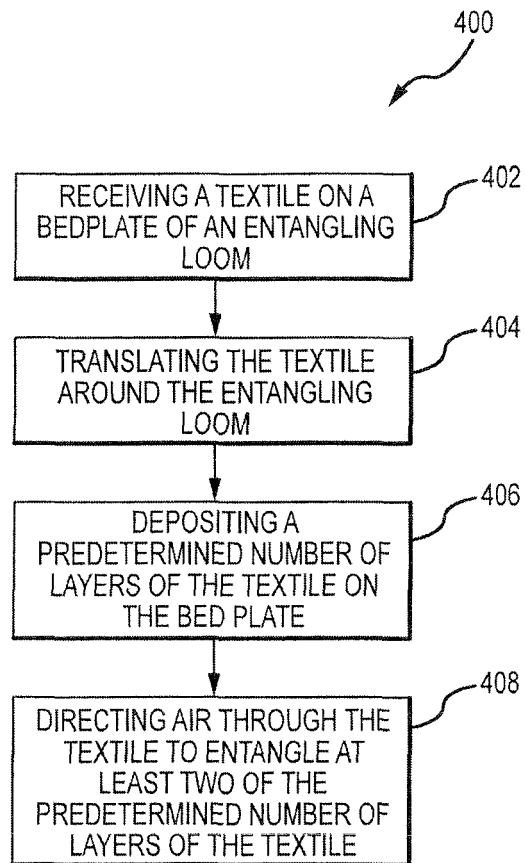 400
RECEIVING A TEXTILE ON A
BEDPLATE OF AN ENTANGLING
LOOM
402
TRANSLATING THE TEXTILE
AROUND THE ENTANGLING
LOOM
404
DEPOSITING A
PREDETERMINED NUMBER OF
LAYERS OF THE TEXTILE ON
THE BED PLATE
406
DIRECTING AIR THROUGH THE
TEXTILE TO ENTANGLE AT
LEAST TWO OF THE
PREDETERMINED NUMBER OF
LAYERS OF THE TEXTILE
408